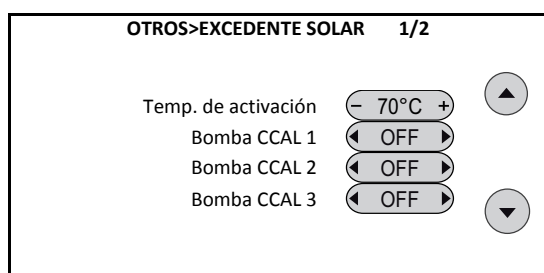 OTROS>EXCEDENTE SOLAR 1/2
Temp. de activación − 70°C +
Bomba CCAL 1 OFF
Bomba CCAL 2 OFF
Bomba CCAL 3 OFF